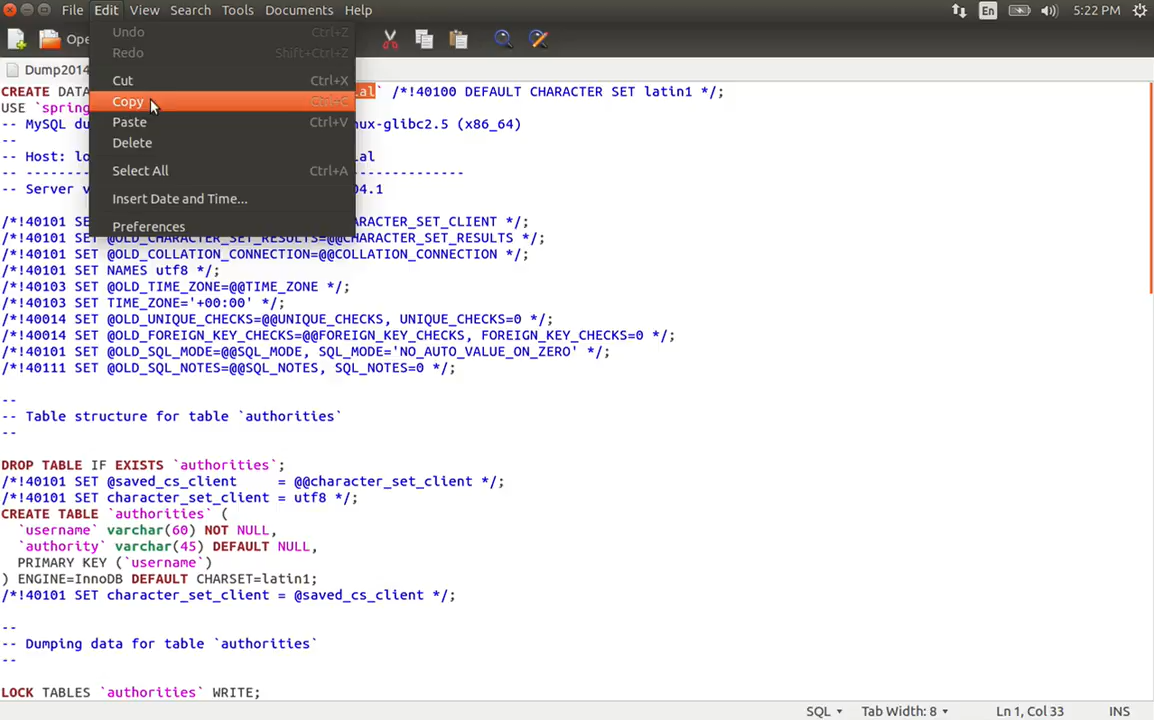 File Edit View Search Tools Documents Help En 5:22 PM
Undo Ctrl+Z
Redo Shift+Ctrl+Z
Cut Ctrl+X
Copy Ctrl+C
Paste Ctrl+V
Delete
Select All Ctrl+A
Insert Date and Time...
Preferences
Ope
Dump2014
CREATE DATA al` /*!40100 DEFAULT CHARACTER SET latin1 */;
USE `spring
-- MySQL du ux-glibc2.5 (x86_64)
--
-- Host: lo al
-- ---------------------------------------------
-- Server v 04.1
/*!40101 SE ARACTER_SET_CLIENT */;
/*!40101 SET @OLD_CHARACTER_SET_RESULTS=@@CHARACTER_SET_RESULTS */;
/*!40101 SET @OLD_COLLATION_CONNECTION=@@COLLATION_CONNECTION */;
/*!40101 SET NAMES utf8 */;
/*!40103 SET @OLD_TIME_ZONE=@@TIME_ZONE */;
/*!40103 SET TIME_ZONE='+00:00' */;
/*!40014 SET @OLD_UNIQUE_CHECKS=@@UNIQUE_CHECKS, UNIQUE_CHECKS=0 */;
/*!40014 SET @OLD_FOREIGN_KEY_CHECKS=@@FOREIGN_KEY_CHECKS, FOREIGN_KEY_CHECKS=0 */;
/*!40101 SET @OLD_SQL_MODE=@@SQL_MODE, SQL_MODE='NO_AUTO_VALUE_ON_ZERO' */;
/*!40111 SET @OLD_SQL_NOTES=@@SQL_NOTES, SQL_NOTES=0 */;
--
-- Table structure for table `authorities`
--
DROP TABLE IF EXISTS `authorities`;
/*!40101 SET @saved_cs_client     = @@character_set_client */;
/*!40101 SET character_set_client = utf8 */;
CREATE TABLE `authorities` (
`username` varchar(60) NOT NULL,
`authority` varchar(45) DEFAULT NULL,
PRIMARY KEY (`username`)
) ENGINE=InnoDB DEFAULT CHARSET=latin1;
/*!40101 SET character_set_client = @saved_cs_client */;
--
-- Dumping data for table `authorities`
--
LOCK TABLES `authorities` WRITE;
SQL Tab Width: 8 Ln 1, Col 33 INS